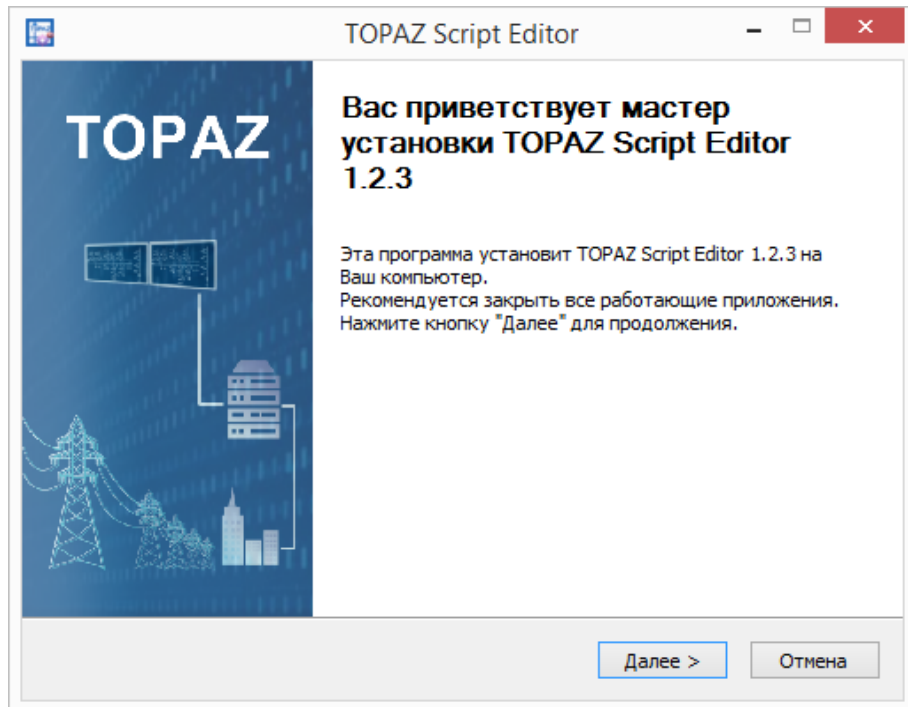 TOPAZ Script Editor
TOPAZ
Вас приветствует мастер
установки TOPAZ Script Editor
1.2.3
Эта программа установит TOPAZ Script Editor 1.2.3 на
Ваш компьютер.
Рекомендуется закрыть все работающие приложения.
Нажмите кнопку "Далее" для продолжения.
Далее >
Отмена